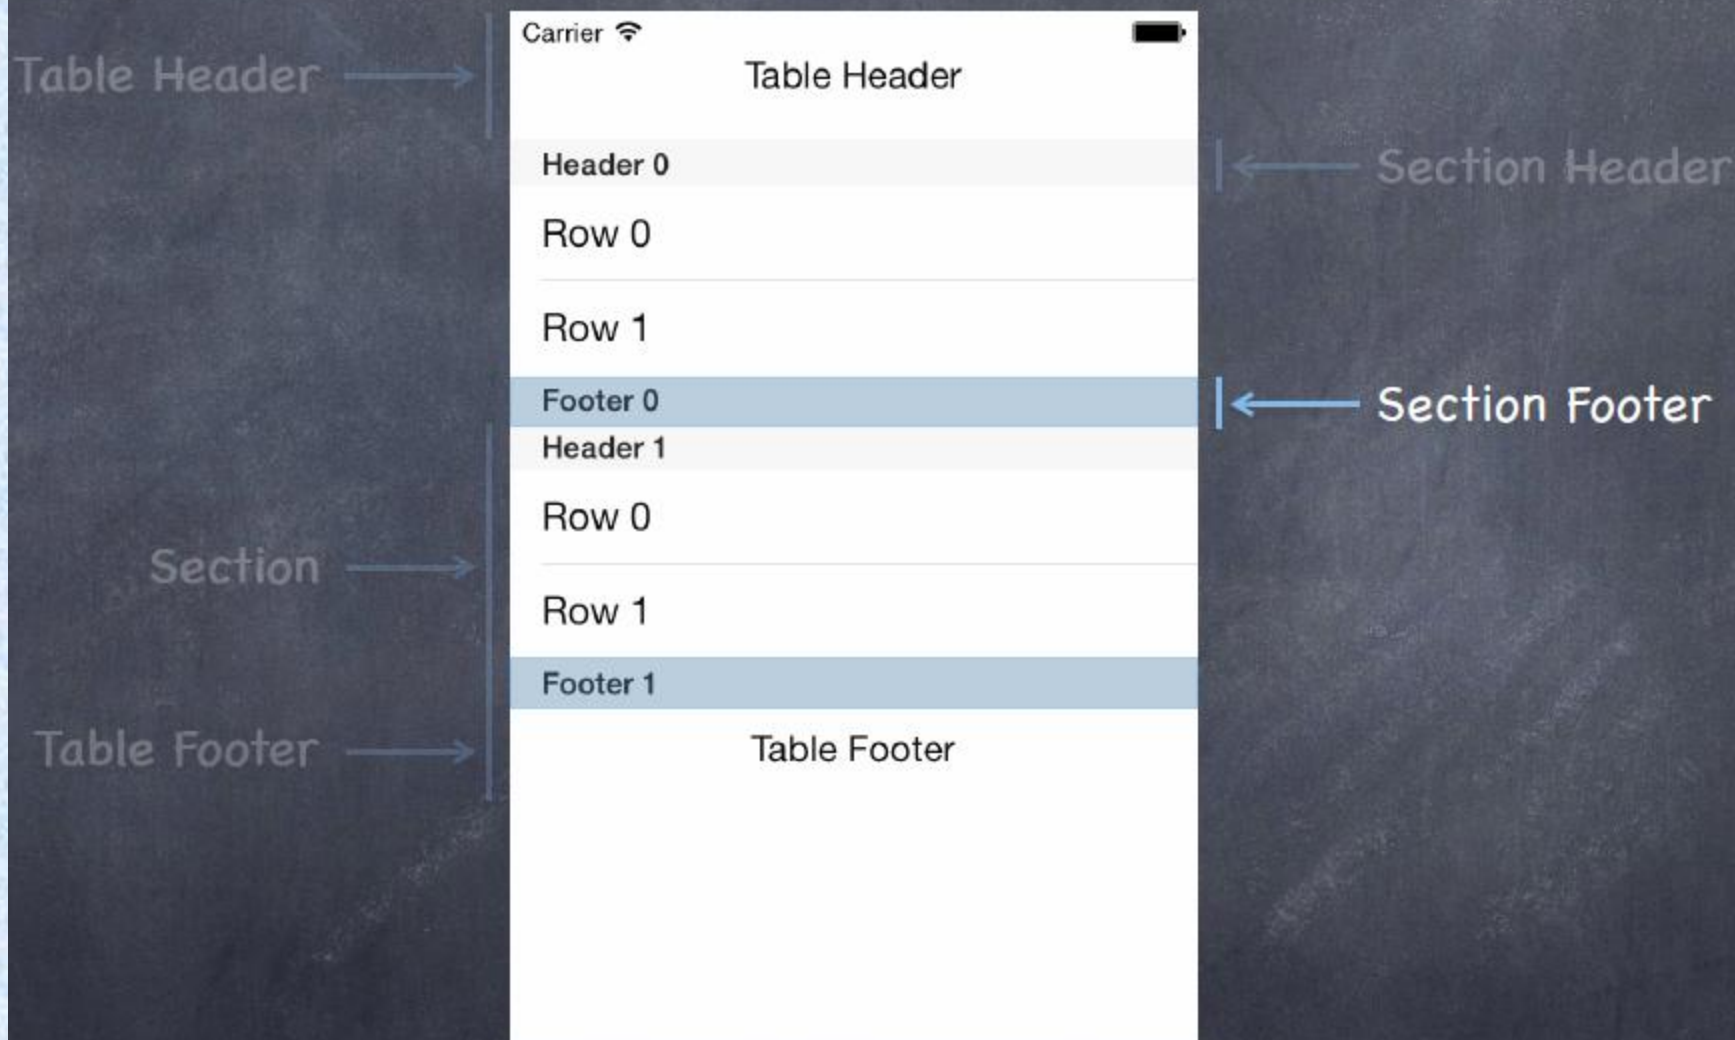 Carrier
Table Header
Table Header
Header 0
Section Header
Row 0
Row 1
Footer 0
Section Footer
Header 1
Row 0
Section
Row 1
Footer 1
Table Footer
Table Footer